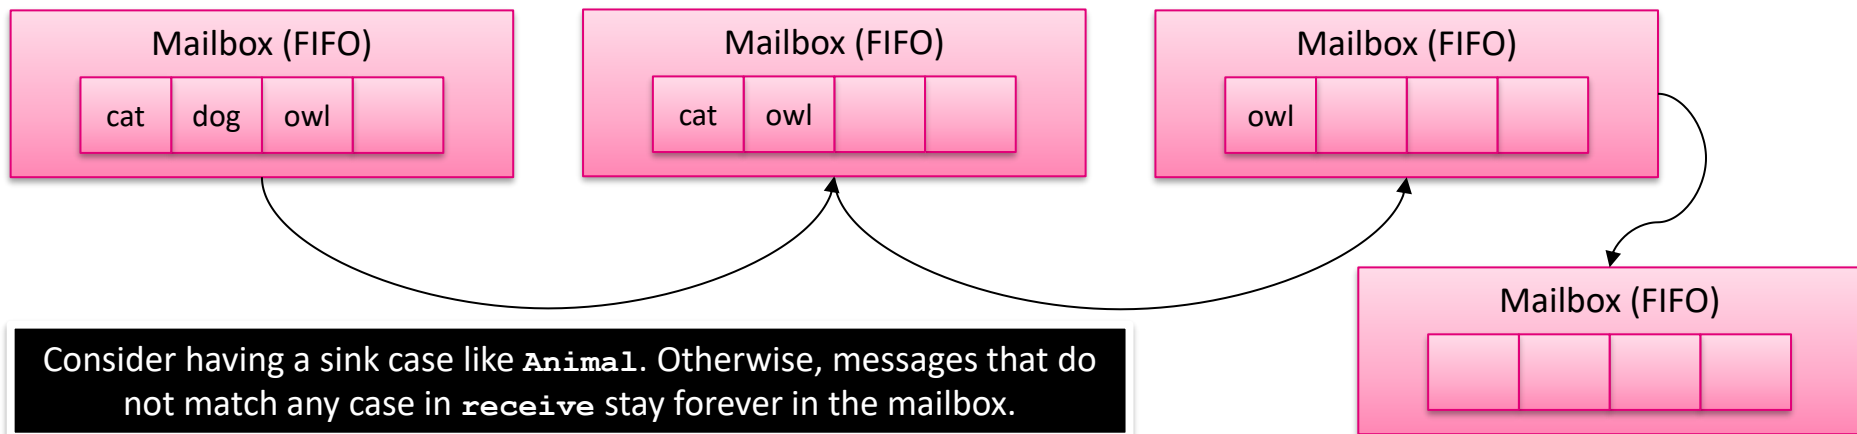 Mailbox (FIFO)
cat dog owl
Mailbox (FIFO)
cat owl
Mailbox (FIFO)
owl
Mailbox (FIFO)
Consider having a sink case like Animal. Otherwise, messages that do
not match any case in receive stay forever in the mailbox.